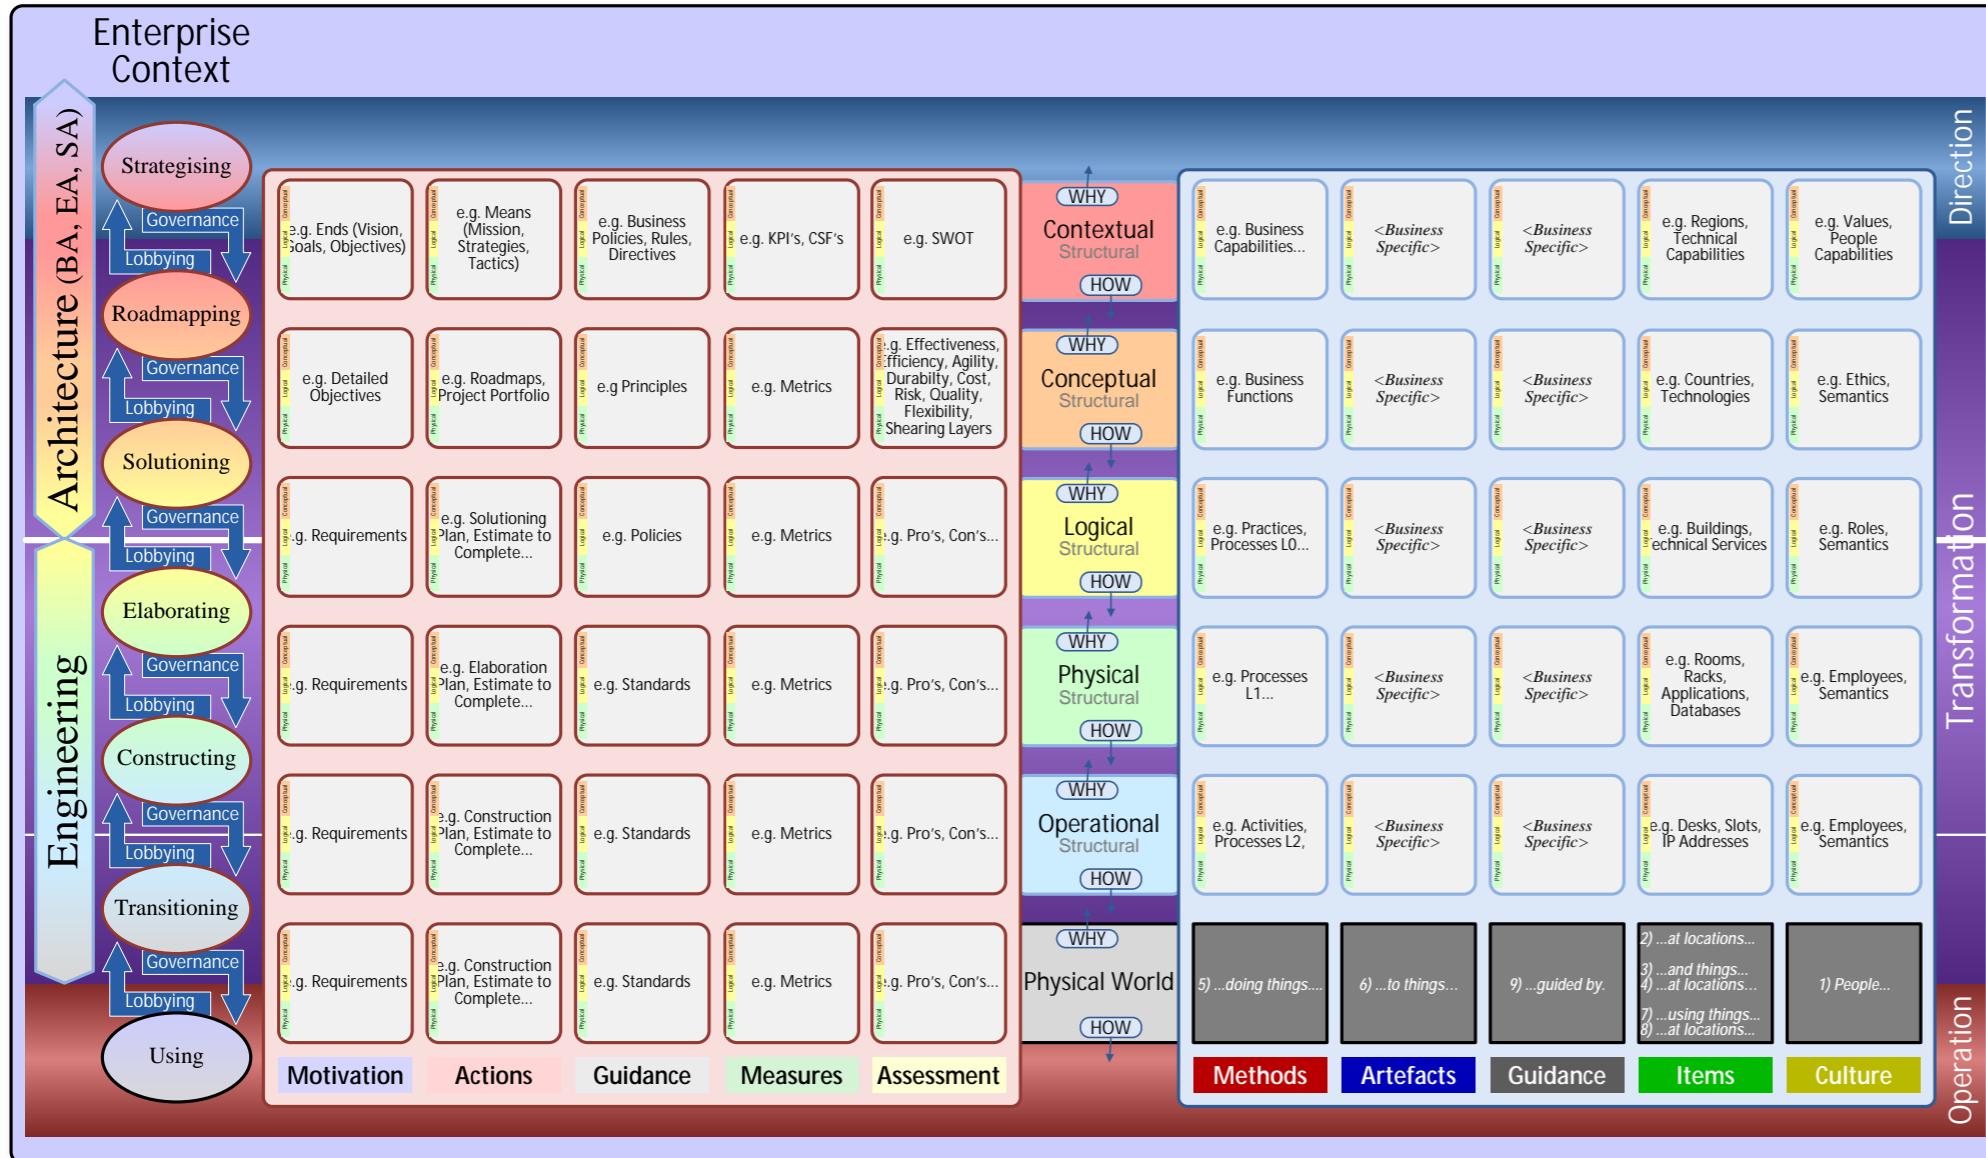 Enterprise
Context
Architecture (BA, EA, SA)
Engineering
Strategising
Governance
Lobbying
Roadmapping
Governance
Lobbying
Solutioning
Governance
Lobbying
Elaborating
Governance
Lobbying
Constructing
Governance
Lobbying
Transitioning
Governance
Lobbying
Using
Direction
Transformation
Operation
Conceptual
Logical
Physical
e.g. Ends (Vision,
Goals, Objectives)
e.g. Means
(Mission,
Strategies,
Tactics)
e.g. Business
Policies, Rules,
Directives
e.g. KPI's, CSF's
e.g. SWOT
WHY
Contextual
Structural
HOW
e.g. Business
Capabilities...
<Business
Specific>
<Business
Specific>
e.g. Regions,
Technical
Capabilities
e.g. Values,
People
Capabilities
e.g. Detailed
Objectives
e.g. Roadmaps,
Project Portfolio
e.g Principles
e.g. Metrics
e.g. Effectiveness,
Efficiency, Agility,
Durabilty, Cost,
Risk, Quality,
Flexibility,
Shearing Layers
WHY
Conceptual
Structural
HOW
e.g. Business
Functions
<Business
Specific>
<Business
Specific>
e.g. Countries,
Technologies
e.g. Ethics,
Semantics
e.g. Requirements
e.g. Solutioning
Plan, Estimate to
Complete...
e.g. Policies
e.g. Metrics
e.g. Pro's, Con's...
WHY
Logical
Structural
HOW
e.g. Practices,
Processes L0...
<Business
Specific>
<Business
Specific>
e.g. Buildings,
Technical Services
e.g. Roles,
Semantics
e.g. Requirements
e.g. Elaboration
Plan, Estimate to
Complete...
e.g. Standards
e.g. Metrics
e.g. Pro's, Con's...
WHY
Physical
Structural
HOW
e.g. Processes
L1...
<Business
Specific>
<Business
Specific>
e.g. Rooms,
Racks,
Applications,
Databases
e.g. Employees,
Semantics
e.g. Requirements
e.g. Construction
Plan, Estimate to
Complete...
e.g. Standards
e.g. Metrics
e.g. Pro's, Con's...
WHY
Operational
Structural
HOW
e.g. Activities,
Processes L2,
<Business
Specific>
<Business
Specific>
e.g. Desks, Slots,
IP Addresses
e.g. Employees,
Semantics
e.g. Requirements
e.g. Construction
Plan, Estimate to
Complete...
e.g. Standards
e.g. Metrics
e.g. Pro's, Con's...
WHY
Physical World
HOW
5) ...doing things....
6) ...to things...
9) ...guided by.
2) ...at locations...
3) ...and things...
4) ...at locations...
7) ...using things...
8) ...at locations...
1) People...
Motivation
Actions
Guidance
Measures
Assessment
Methods
Artefacts
Guidance
Items
Culture